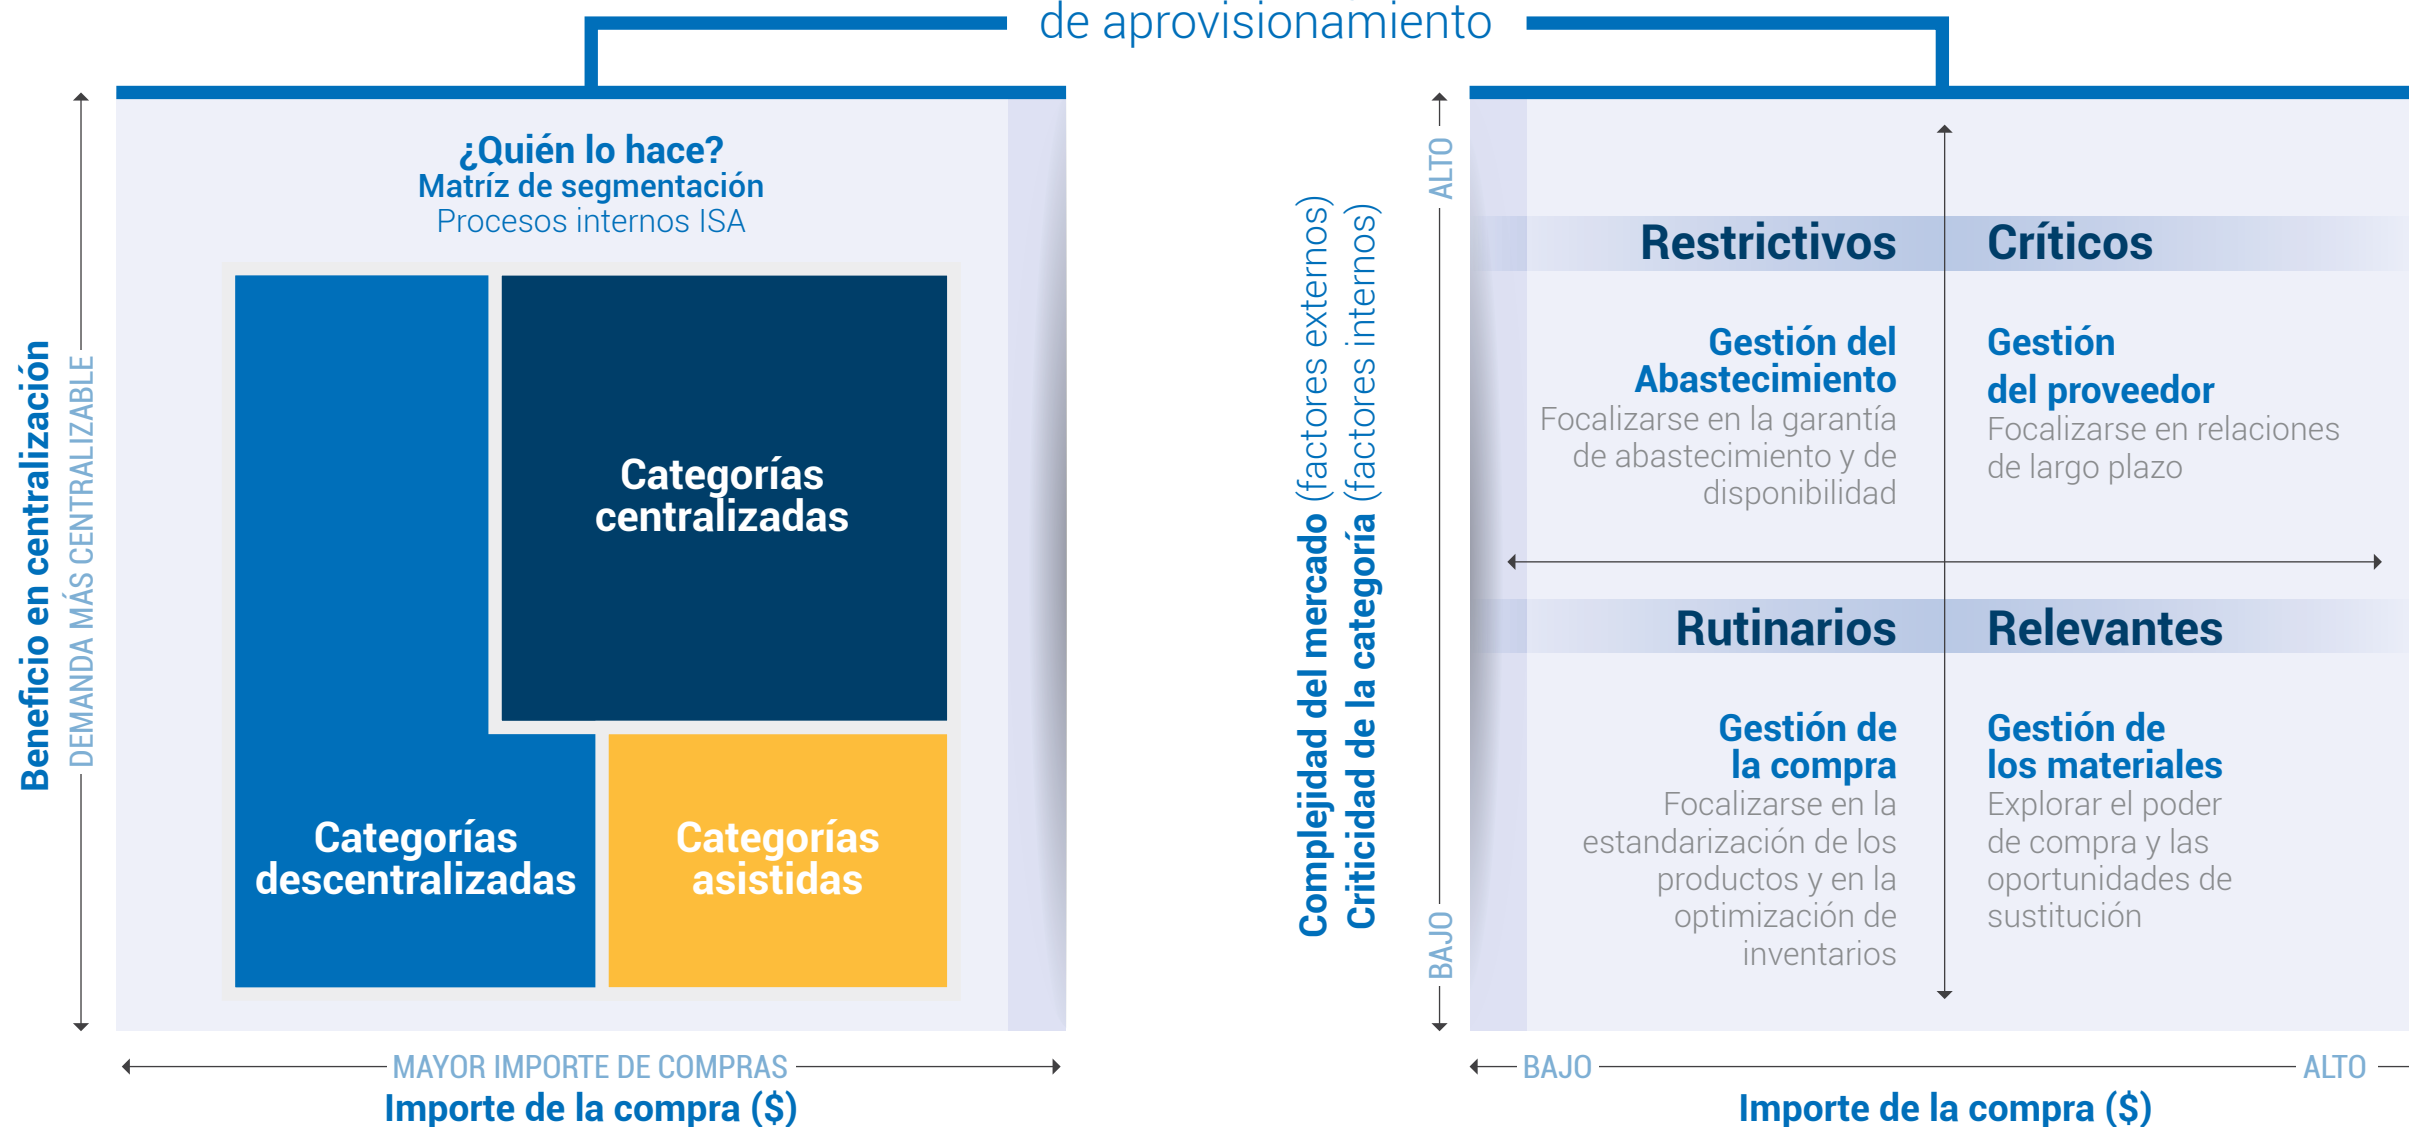 de aprovisionamiento
¿Quién lo hace?
Matríz de segmentación
Procesos internos ISA
Beneficio en centralización
DEMANDA MÁS CENTRALIZABLE
Categorías
centralizadas
Categorías
descentralizadas
Categorías
asistidas
MAYOR IMPORTE DE COMPRAS
Importe de la compra ($)
Complejidad del mercado (factores externos)
Criticidad de la categoría (factores internos)
ALTO
BAJO
Restrictivos
Gestión del
Abastecimiento
Focalizarse en la garantía
de abastecimiento y de
disponibilidad
Críticos
Gestión
del proveedor
Focalizarse en relaciones
de largo plazo
Rutinarios
Gestión de
la compra
Focalizarse en la
estandarización de los
productos y en la
optimización de
inventarios
Relevantes
Gestión de
los materiales
Explorar el poder
de compra y las
oportunidades de
sustitución
BAJO
ALTO
Importe de la compra ($)